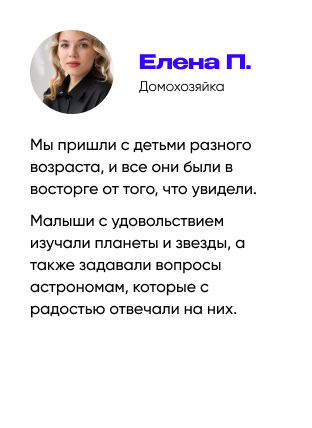 Елена П.
Домохозяйка
Мы пришли с детьми разного
возраста, и все они были в
восторге от того, что увидели.
Малыши с удовольствием
изучали планеты и звезды, а
также задавали вопросы
астрономам, которые с
радостью отвечали на них.